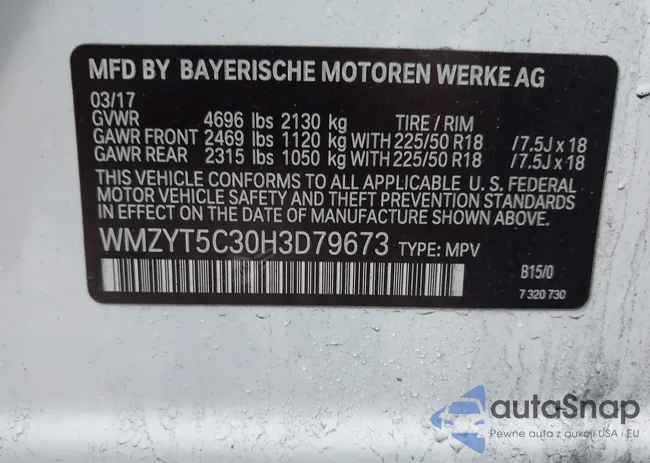 MFD BY BAYERISCHE MOTOREN WERKE AG
03/17
GVWR 4696 lbs 2130 kg TIRE / RIM
GAWR FRONT 2469 lbs 1120 kg WITH 225/50 R18 /7.5J x 18
GAWR REAR 2315 lbs 1050 kg WITH 225/50 R18 /7.5J x 18
THIS VEHICLE CONFORMS TO ALL APPLICABLE U.S. FEDERAL
MOTOR VEHICLE SAFETY AND THEFT PREVENTION STANDARDS
IN EFFECT ON THE DATE OF MANUFACTURE SHOWN ABOVE.
WMZYT5C30H3D79673 TYPE: MPV
B15/0
7 320 730
autoSnap
Pewne auta z aukcji USA i EU